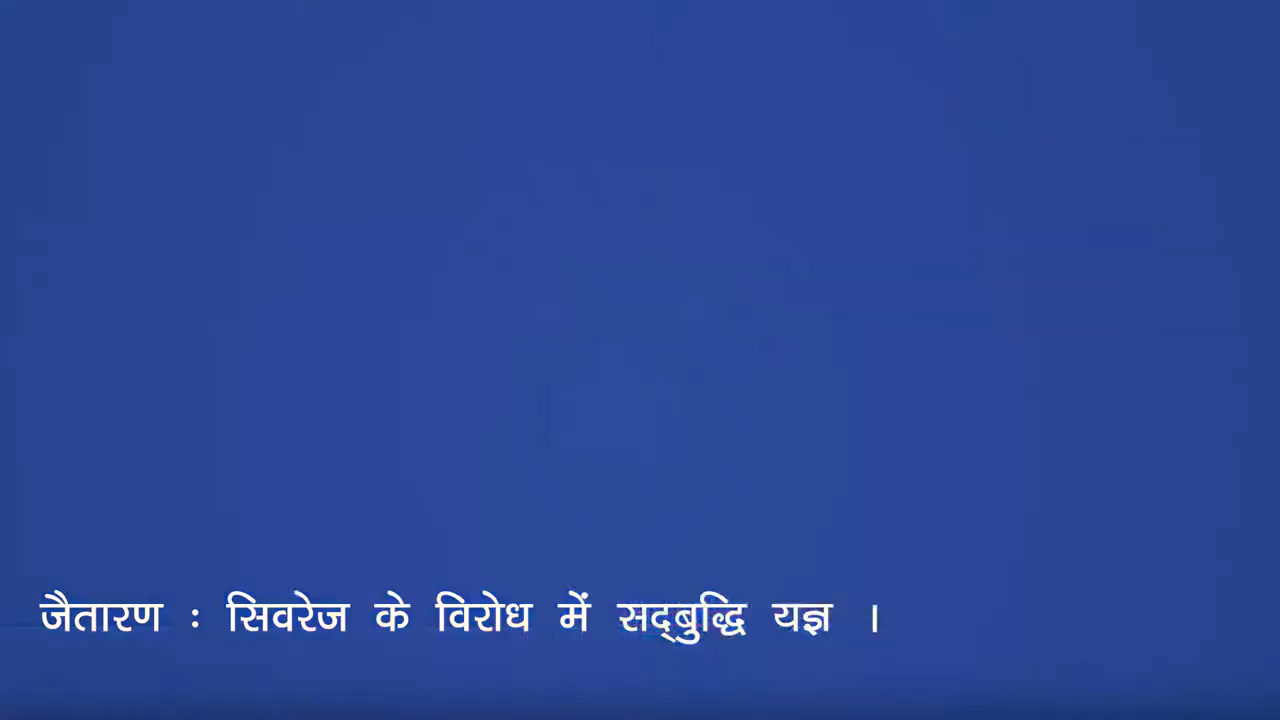 जैतारण : सिवरेज के विरोध में सद्‌बुद्धि यज्ञ ।